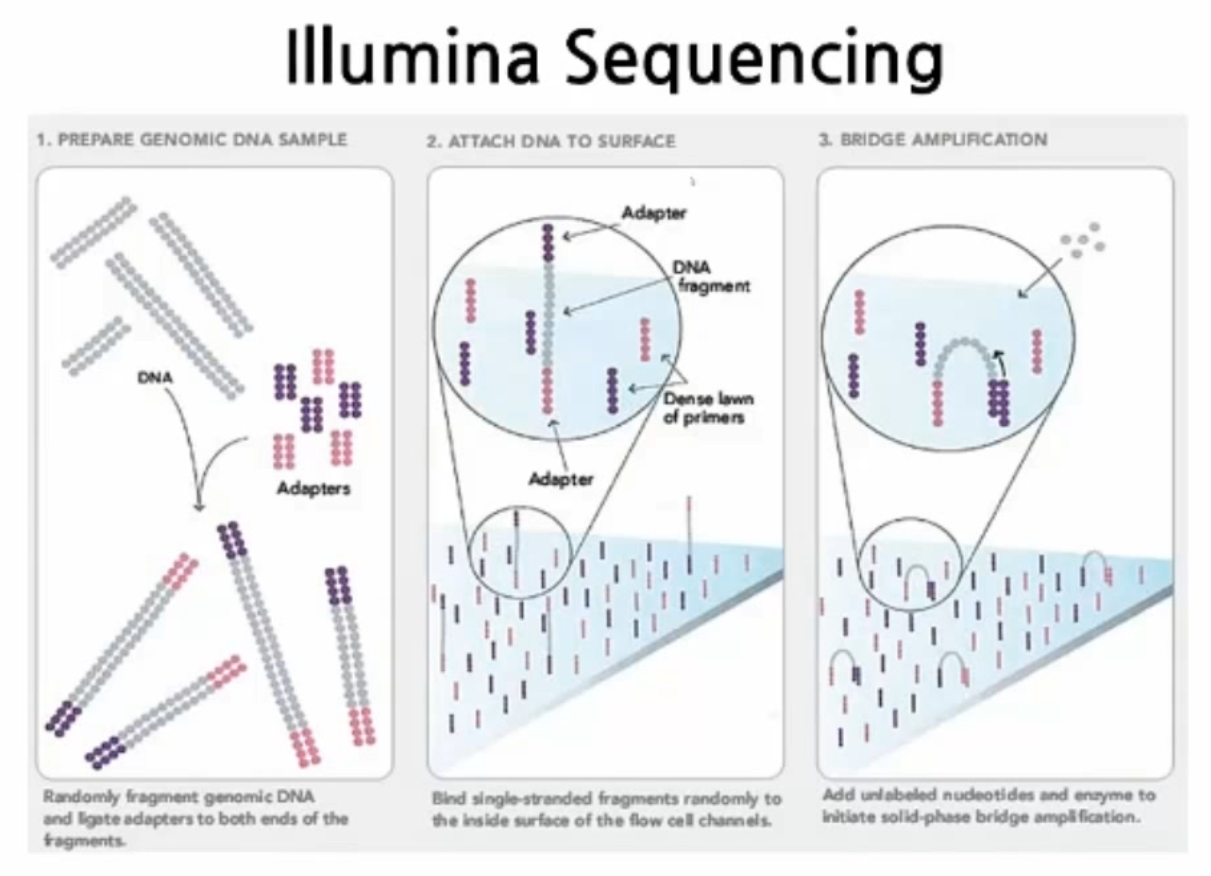 Illumina Sequencing
1. PREPARE GENOMIC DNA SAMPLE
DNA
Adapters
Randomly fragment genomic DNA
and ligate adapters to both ends of the
fragments.
2. ATTACH DNA TO SURFACE
Adapter
DNA
fragment
Dense lawn
of primers
Adapter
Bind single-stranded fragments randomly to
the inside surface of the flow cell channels.
3. BRIDGE AMPLIFICATION
Add unlabeled nucleotides and enzyme to
initiate solid-phase bridge amplification.